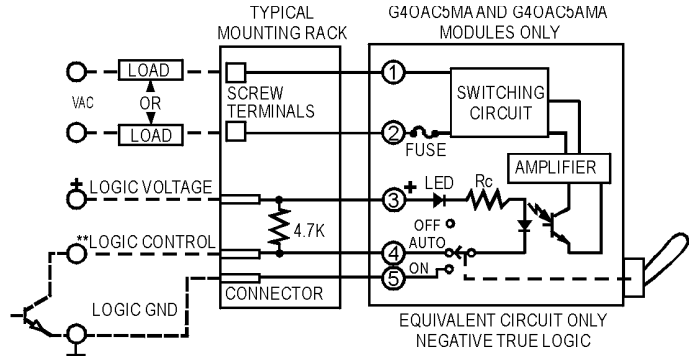 TYPICAL
MOUNTING RACK
G4OAC5MA AND G4OAC5AMA
MODULES ONLY
LOAD
VAC
OR
LOAD
SCREW
TERMINALS
1
2
FUSE
SWITCHING
CIRCUIT
AMPLIFIER
+
LOGIC VOLTAGE
3
+
LED
Rc
4.7K
OFF
**LOGIC CONTROL
4
AUTO
5
ON
CONNECTOR
LOGIC GND
EQUIVALENT CIRCUIT ONLY
NEGATIVE TRUE LOGIC